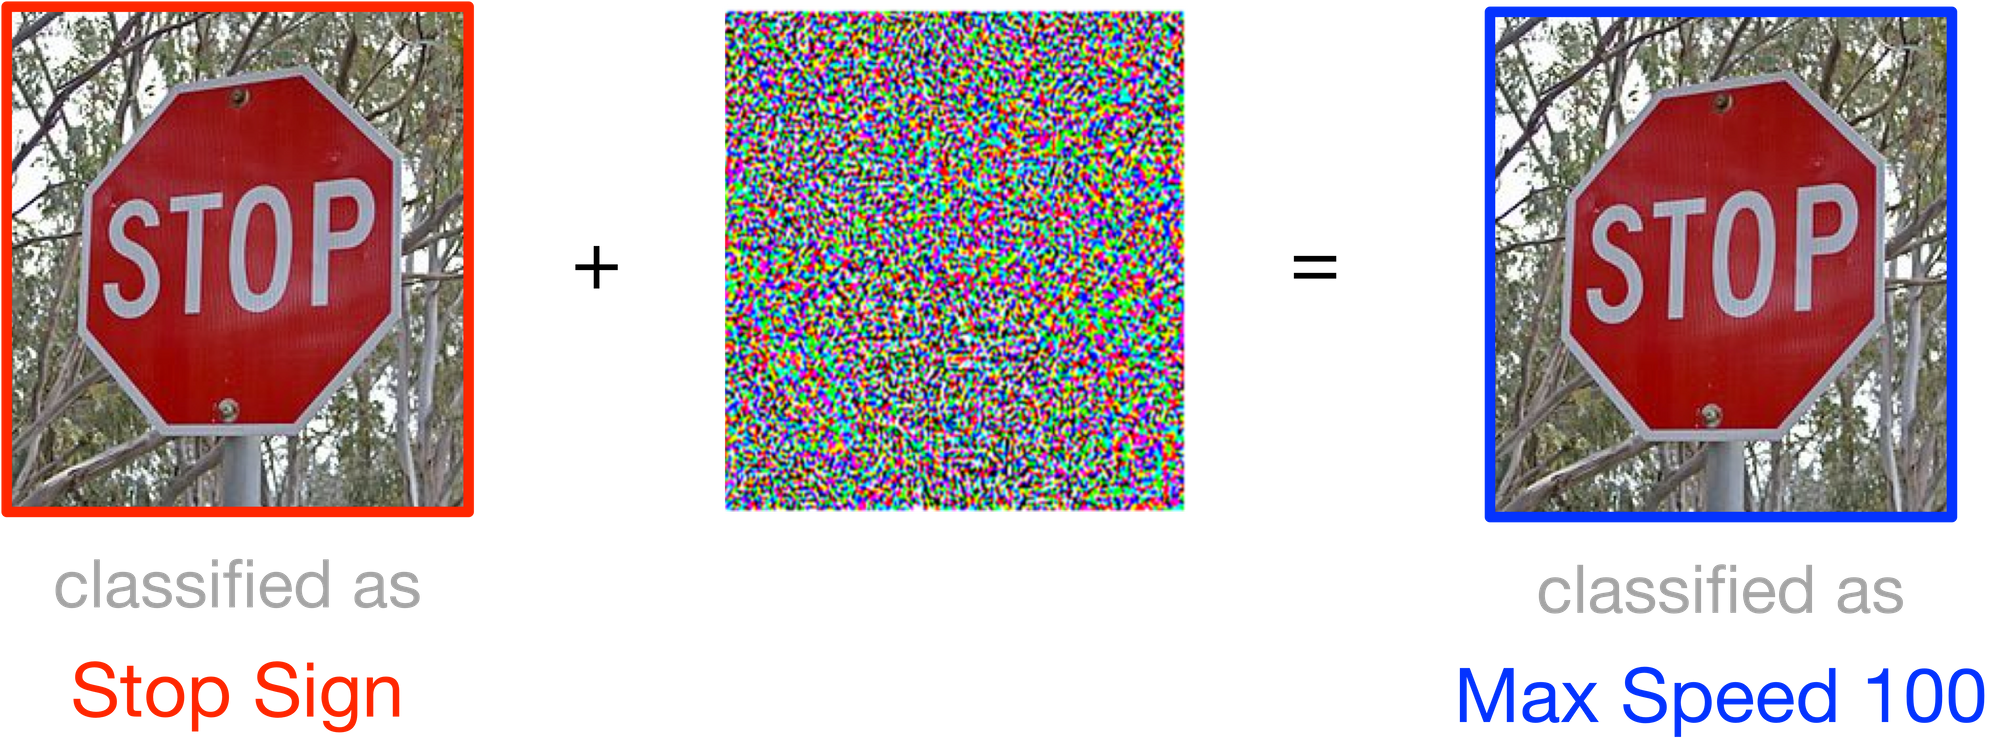 STOP
+
=
STOP
classified as
Stop Sign
classified as
Max Speed 100